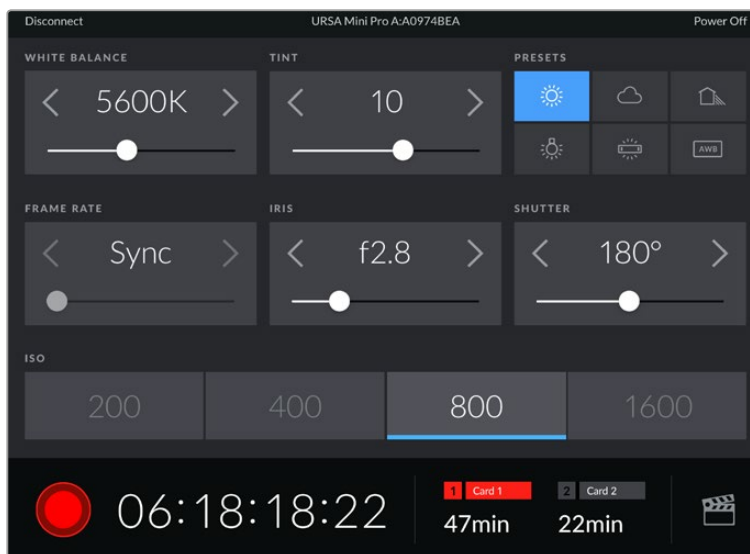 Disconnect
URSA Mini Pro A:A0974BEA
Power Off
WHITE BALANCE
TINT
PRESETS
5600K
10
AWB
FRAME RATE
IRIS
SHUTTER
Sync
f2.8
180°
ISO
200
400
800
1600
06:18:18:22
1 Card 1
47min
2 Card 2
22min